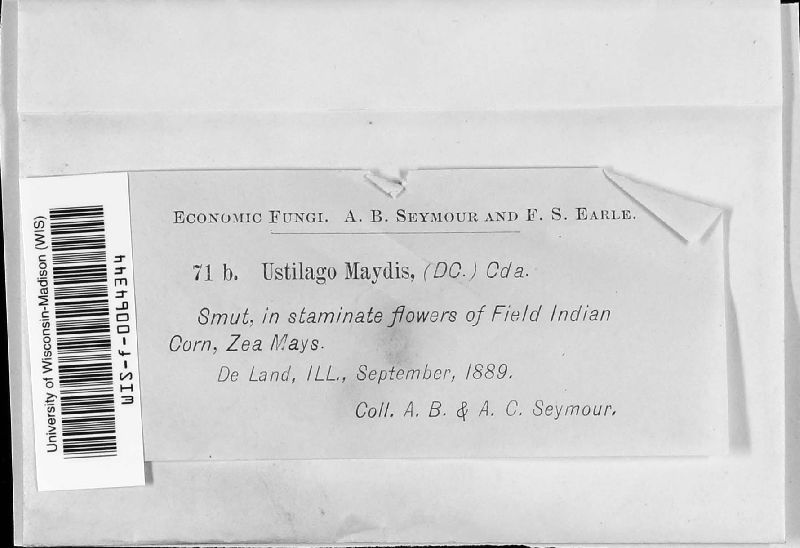 University of Wisconsin-Madison (WIS)
WIS-f-0064344
ECONOMIC FUNGI. A. B. SEYMOUR AND F. S. EARLE.
71 b. Ustilago Maydis, (DC.) Cda.
Smut, in staminate flowers of Field Indian
Corn, Zea Mays.
De Land, ILL., September, 1889.
Coll. A. B. & A. C. Seymour.